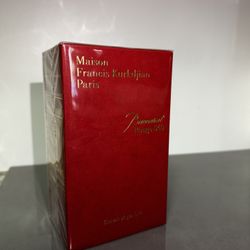 Maison
Francis Kurkdjian
Paris
Baccarat
Rouge 540